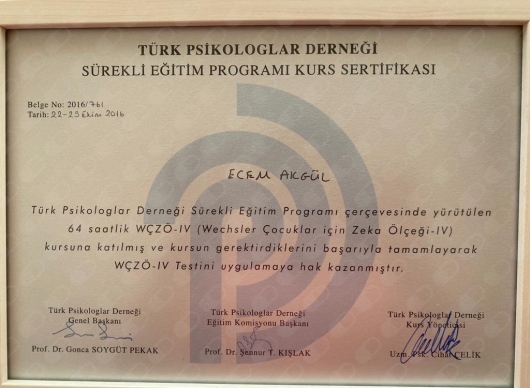 TÜRK PSİKOLOGLAR DERNEĞİ
SÜREKLİ EĞİTİM PROGRAMI KURS SERTİFİKASI
Belge No: 2016/761
Tarih: 22-23 Ekim 2016
ECEM AKGÜL
Türk Psikologlar Derneği Sürekli Eğitim Programı çerçevesinde yürütülen
64 saatlik WÇZÖ-IV (Wechsler Çocuklar için Zeka Ölçeği-IV)
kursuna katılmış ve kursun gerektirdiklerini başarıyla tamamlayarak
WÇZÖ-IV Testini uygulamaya hak kazanmıştır.
Türk Psikologlar Derneği
Genel Başkanı
Prof. Dr. Gonca SOYGÜT PEKAK
Türk Psikologlar Derneği
Eğitim Komisyonu Başkanı
Prof. Dr. Şennur T. KIŞLAK
Türk Psikologlar Derneği
Kurs Yöneticisi
Uzm. Psk. Cihat ÇELİK